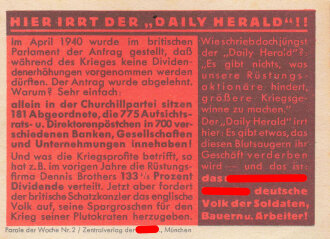 HIER IRRT DER „DAILY HERALD“!!
Im April 1940 wurde im britischen
Parlament der Antrag gestellt, daß
während des Krieges keine Dividen-
denerhöhungen vorgenommen werden
dürften. Der Antrag wurde abgelehnt.
Warum? Sehr einfach:
allein in der Churchillpartei sitzen
181 Abgeordnete, die 775 Aufsichts-
rats- u. Direktorenpöstchen in 700 ver-
schiedenen Banken, Gesellschaften
und Unternehmungen innehaben!
Und was die Kriegsprofite betrifft, so
hat z.B. im vorigen Jahre die Rüstungs-
firma Dennis Brothers 133 1/3 Prozent
Dividende verteilt. Jetzt aber fordert
der britische Schatzkanzler das englische
Volk auf, seine Spargroschen für den
Krieg seiner Plutokraten herzugeben.
Wie schrieb doch jüngst
der „Daily Herald“?:
„Es gibt nichts, was
unsere Rüstungs-
aktionäre hindert,
größere Kriegsge-
winne zu machen“.
Der „Daily Herald“ irrt
hier: Es gibt etwas, das
diesen Blutsaugern ihr
Geschäft verderben
wird — und das ist:
das
deutsche
Volk der Soldaten,
Bauern u. Arbeiter!
Parole der Woche Nr. 2 / Zentralverlag der , München